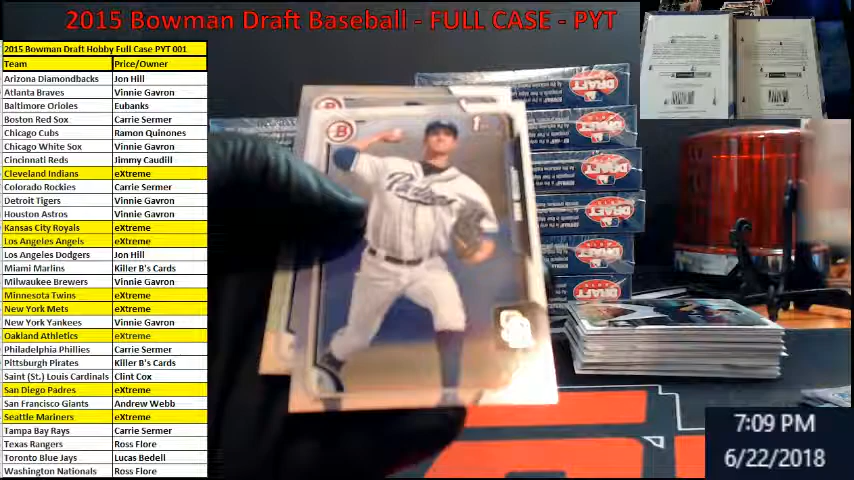 2015 Bowman Draft Baseball - FULL CASE - PYT
2015 Bowman Draft Hobby Full Case PYT 001
Team Price/Owner
Arizona Diamondbacks Jon Hill
Atlanta Braves Vinnie Gavron
Baltimore Orioles Eubanks
Boston Red Sox Carrie Sermer
Chicago Cubs Ramon Quinones
Chicago White Sox Vinnie Gavron
Cincinnati Reds Jimmy Caudill
Cleveland Indians eXtreme
Colorado Rockies Carrie Sermer
Detroit Tigers Vinnie Gavron
Houston Astros Vinnie Gavron
Kansas City Royals eXtreme
Los Angeles Angels eXtreme
Los Angeles Dodgers Jon Hill
Miami Marlins Killer B's Cards
Milwaukee Brewers Vinnie Gavron
Minnesota Twins eXtreme
New York Mets eXtreme
New York Yankees Vinnie Gavron
Oakland Athletics eXtreme
Philadelphia Phillies Carrie Sermer
Pittsburgh Pirates Killer B's Cards
Saint (St.) Louis Cardinals Clint Cox
San Diego Padres eXtreme
San Francisco Giants Andrew Webb
Seattle Mariners eXtreme
Tampa Bay Rays Carrie Sermer
Texas Rangers Ross Flore
Toronto Blue Jays Lucas Bedell
Washington Nationals Ross Flore
B
1st
Padres
SD
DRAFT
DRAFT
DRAFT
DRAFT
DRAFT
DRAFT
7:09 PM
6/22/2018